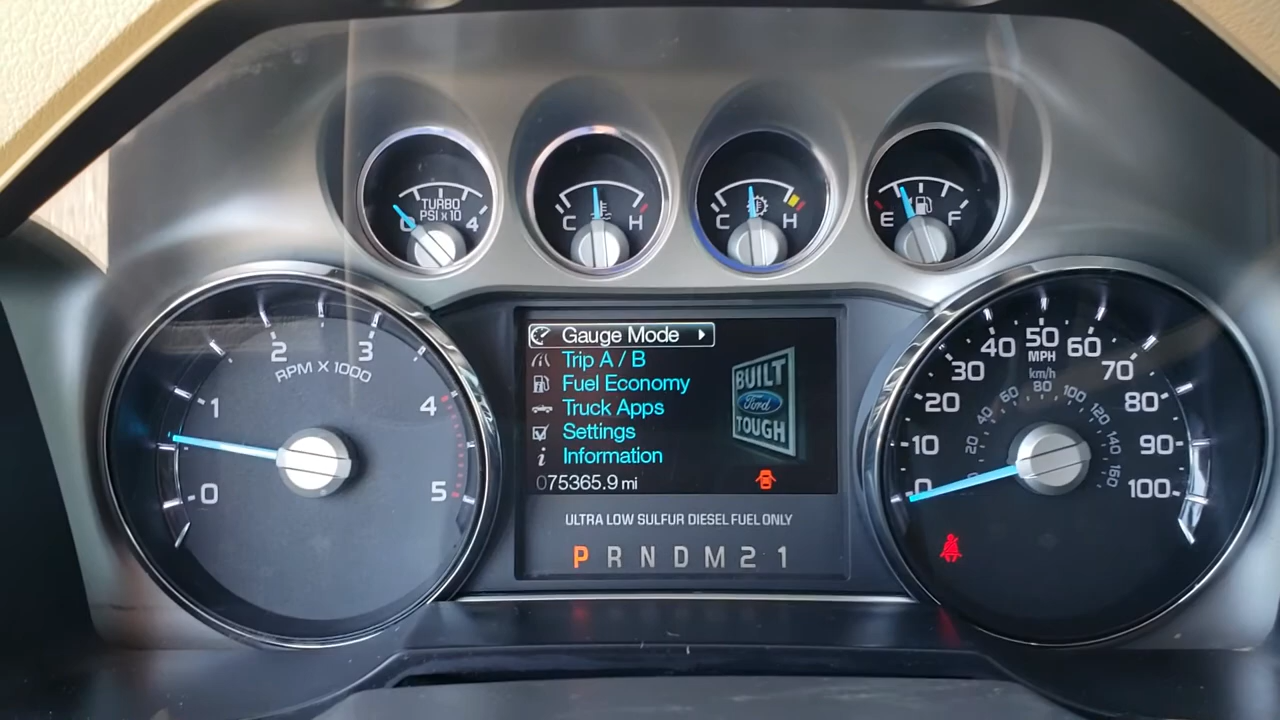 TURBO
PSI x 10
0 4
C H
C H
E F
0 1 2 3 4 5
RPM X 1000
Gauge Mode
Trip A / B
Fuel Economy
Truck Apps
Settings
Information
075365.9 mi
BUILT
Ford
TOUGH
ULTRA LOW SULFUR DIESEL FUEL ONLY
P R N D M 2 1
0 10 20 30 40 50 60 70 80 90 100
MPH
km/h
0 20 40 60 80 100 120 140 160